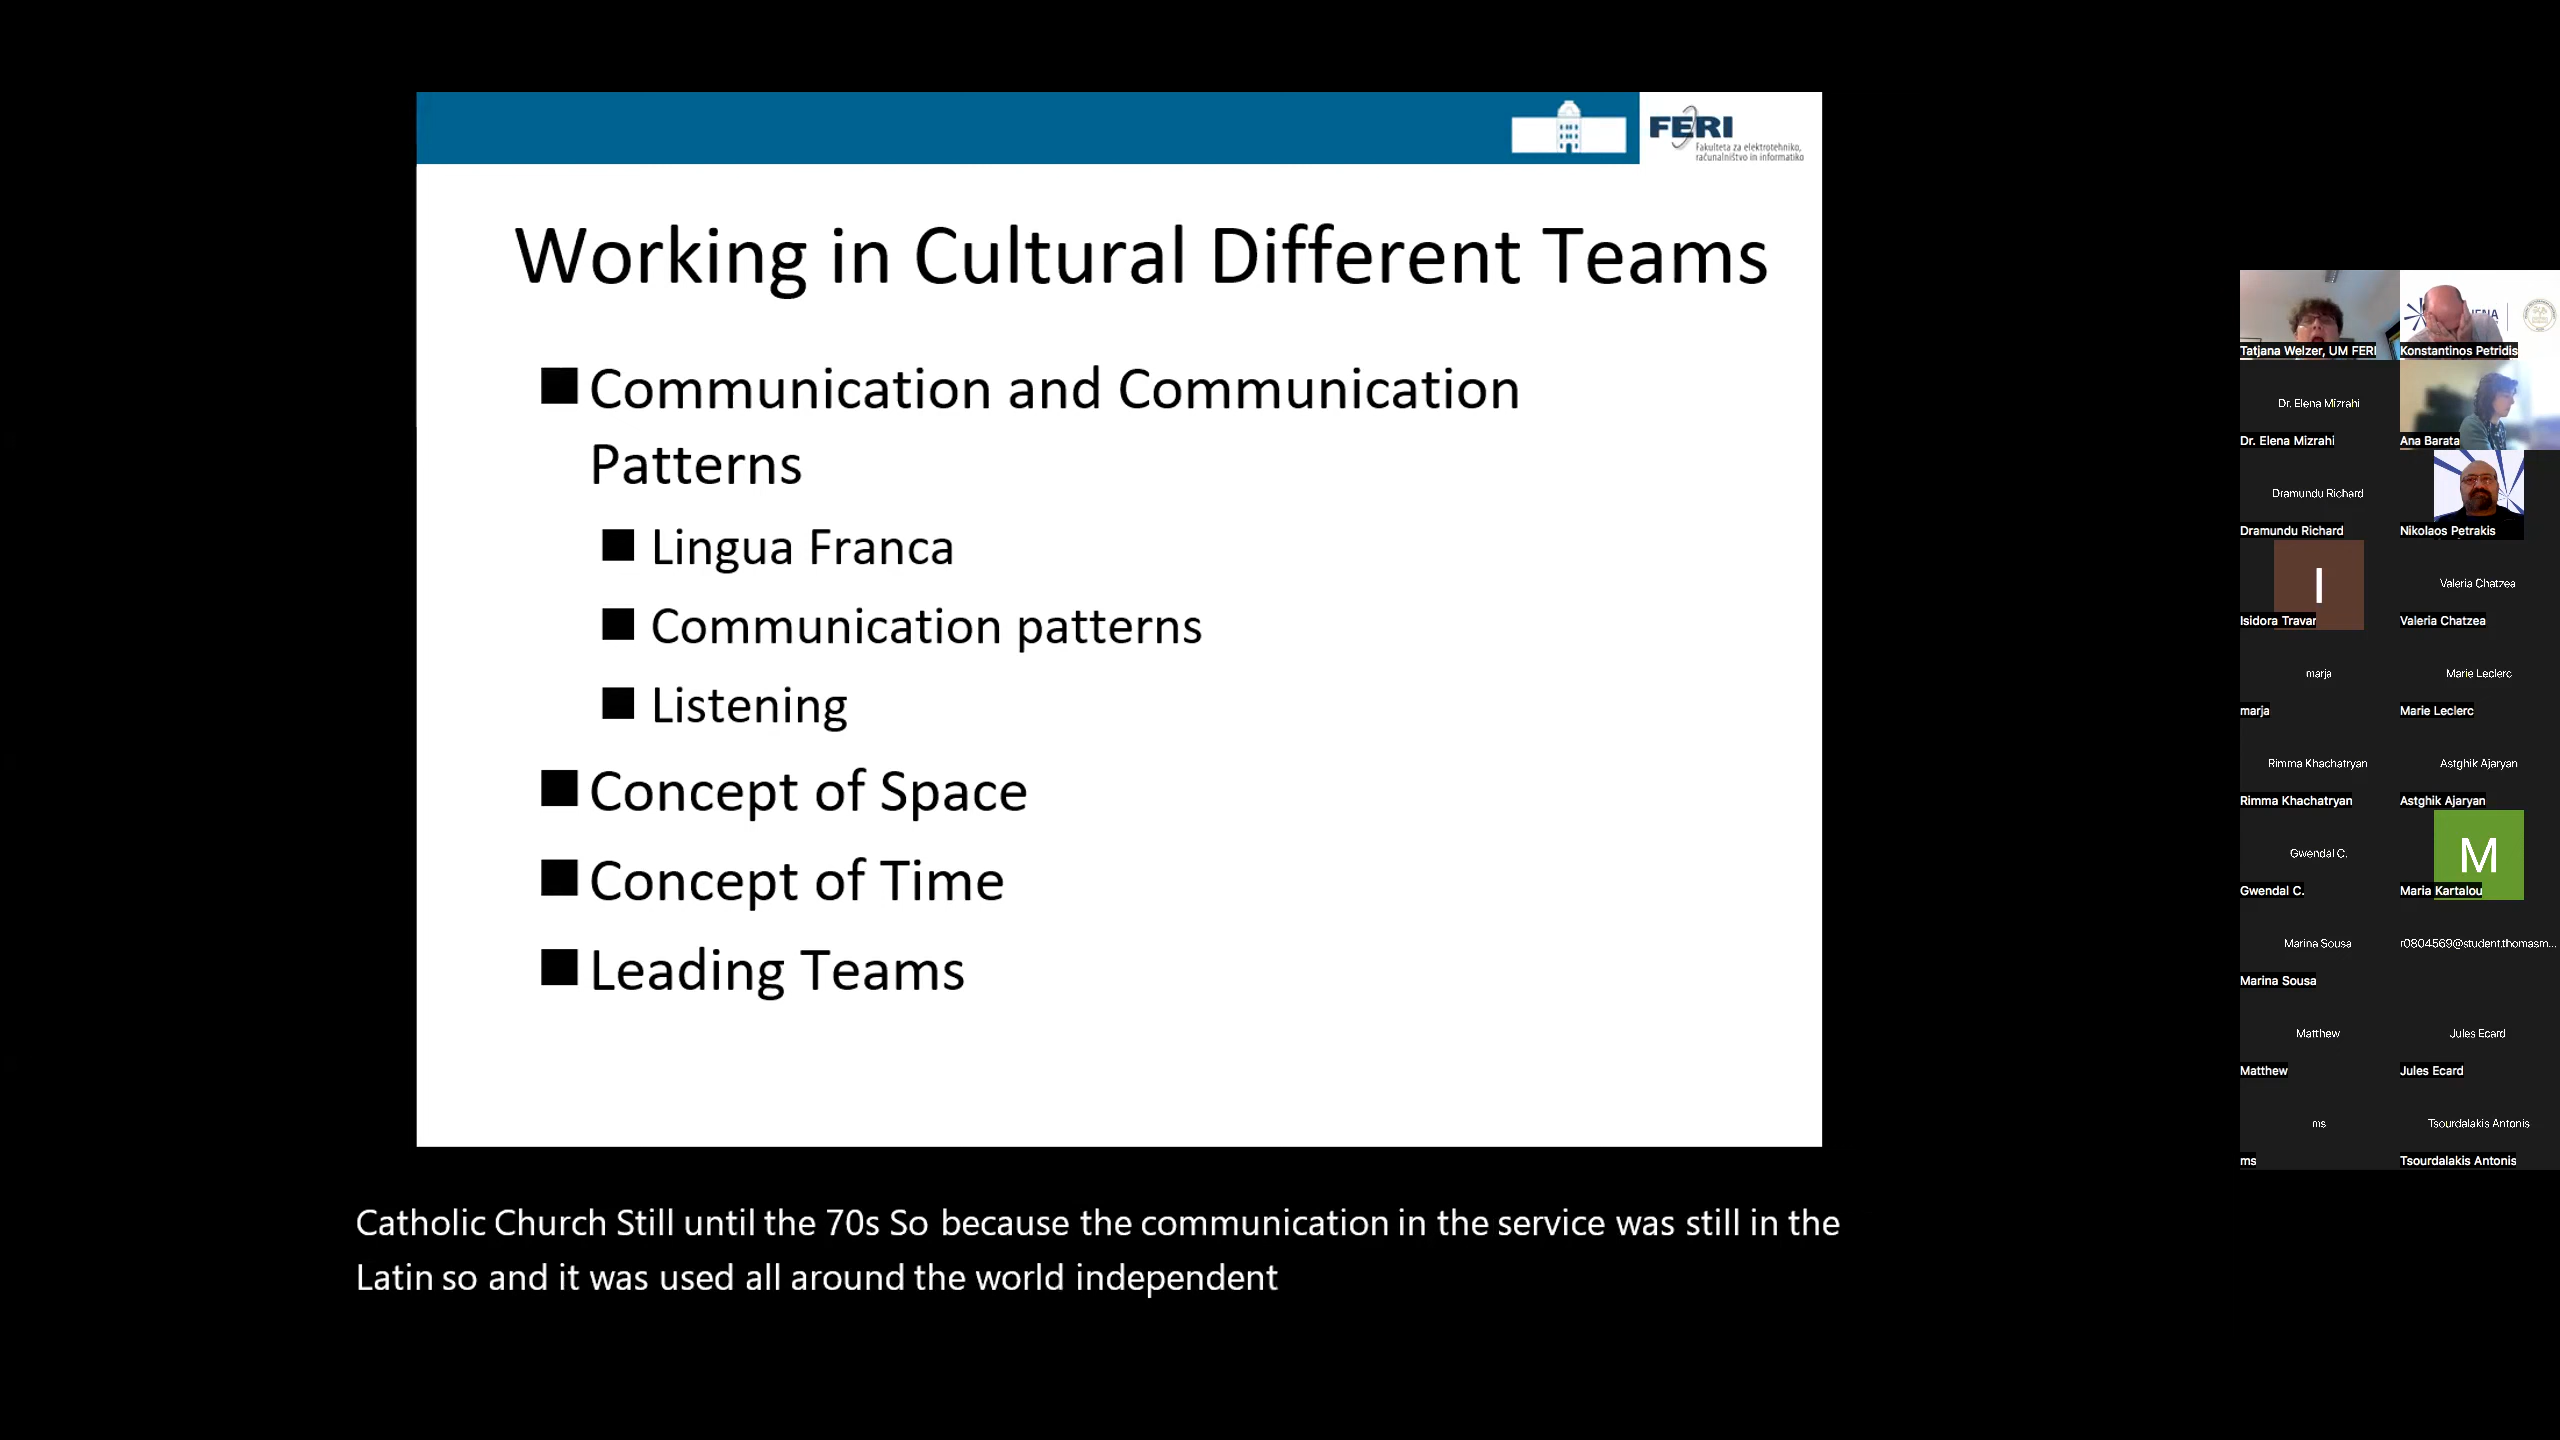 FERI
Fakulteta za elektrotehniko,
računalništvo in informatiko
Working in Cultural Different Teams
Communication and Communication
Patterns
Lingua Franca
Communication patterns
Listening
Concept of Space
Concept of Time
Leading Teams
Catholic Church Still until the 70s So because the communication in the service was still in the
Latin so and it was used all around the world independent
Tatjana Welzer, UM FERI
Konstantinos Petridis
Dr. Elena Mizrahi
Dr. Elena Mizrahi
Ana Barata
Dramundu Richard
Dramundu Richard
Nikolaos Petrakis
I
Isidora Travar
Valeria Chatzea
Valeria Chatzea
marja
marja
Marie Leclerc
Marie Leclerc
Rimma Khachatryan
Rimma Khachatryan
Astghik Ajaryan
Astghik Ajaryan
Gwendal C.
Gwendal C.
M
Maria Kartalou
Marina Sousa
Marina Sousa
r0804569@student.thomasm...
Matthew
Matthew
Jules Ecard
Jules Ecard
ms
ms
Tsourdalakis Antonis
Tsourdalakis Antonis